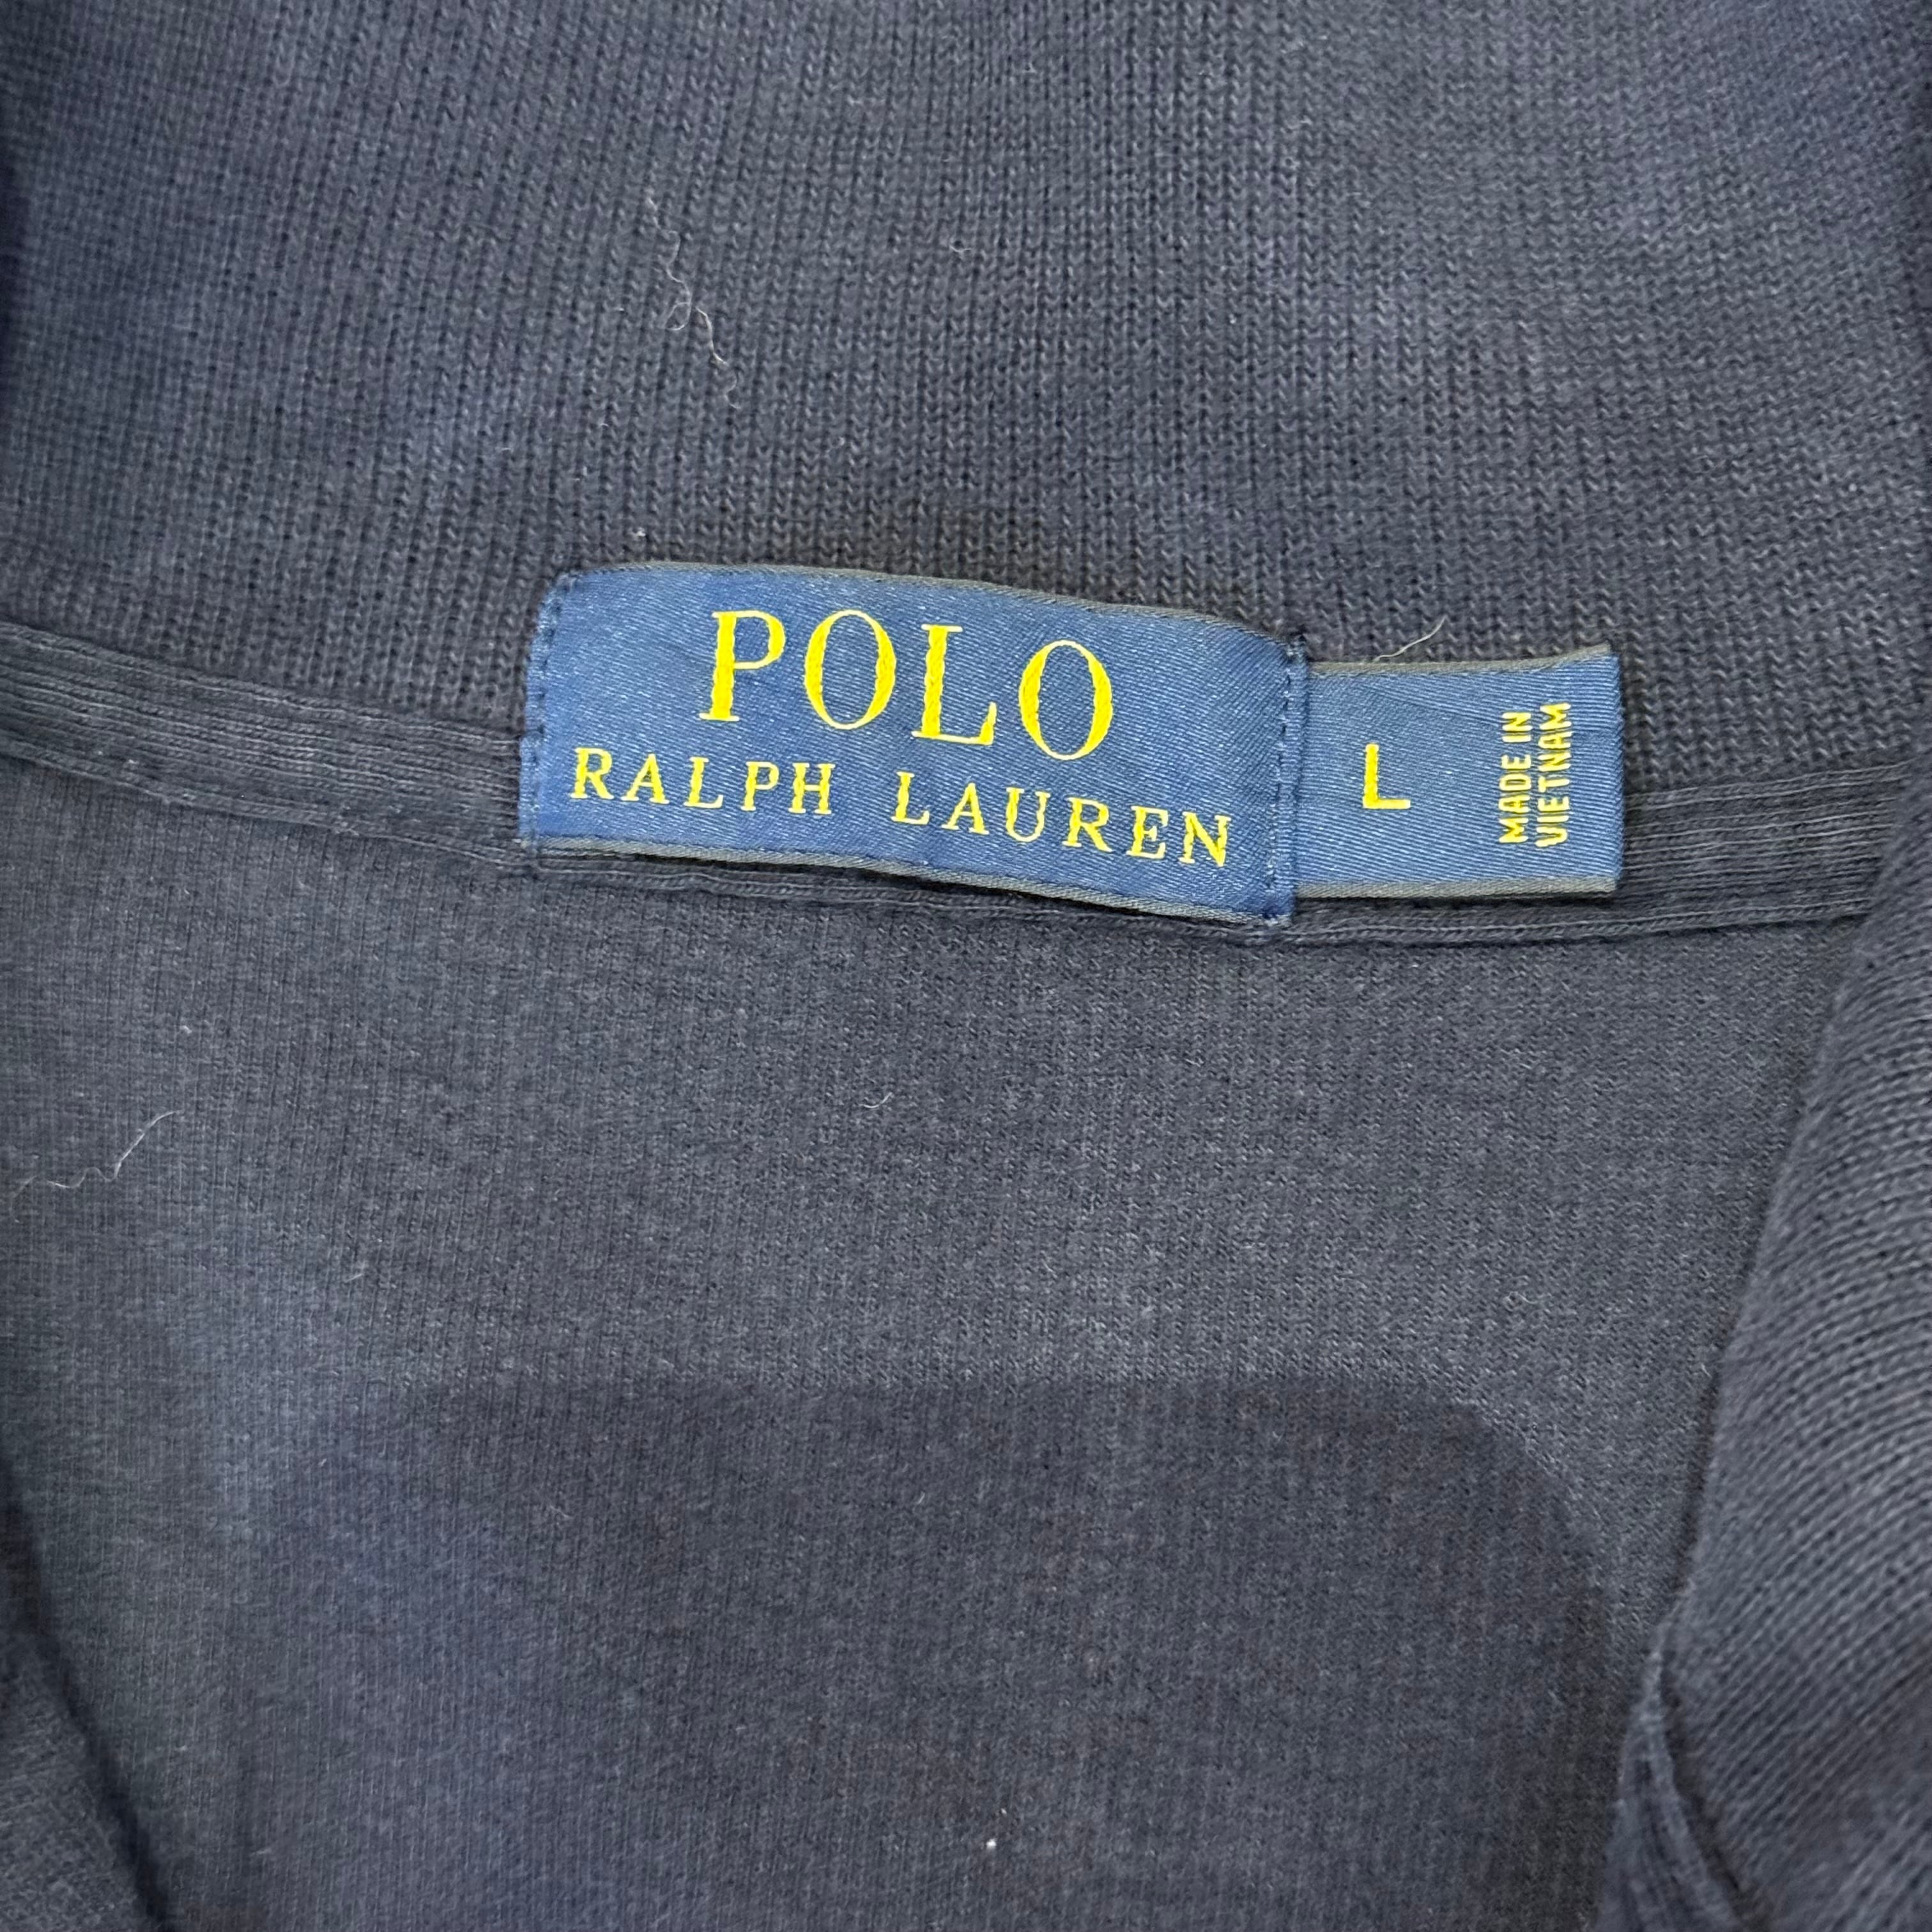 POLO
RALPH LAUREN
L
MADE IN
VIETNAM